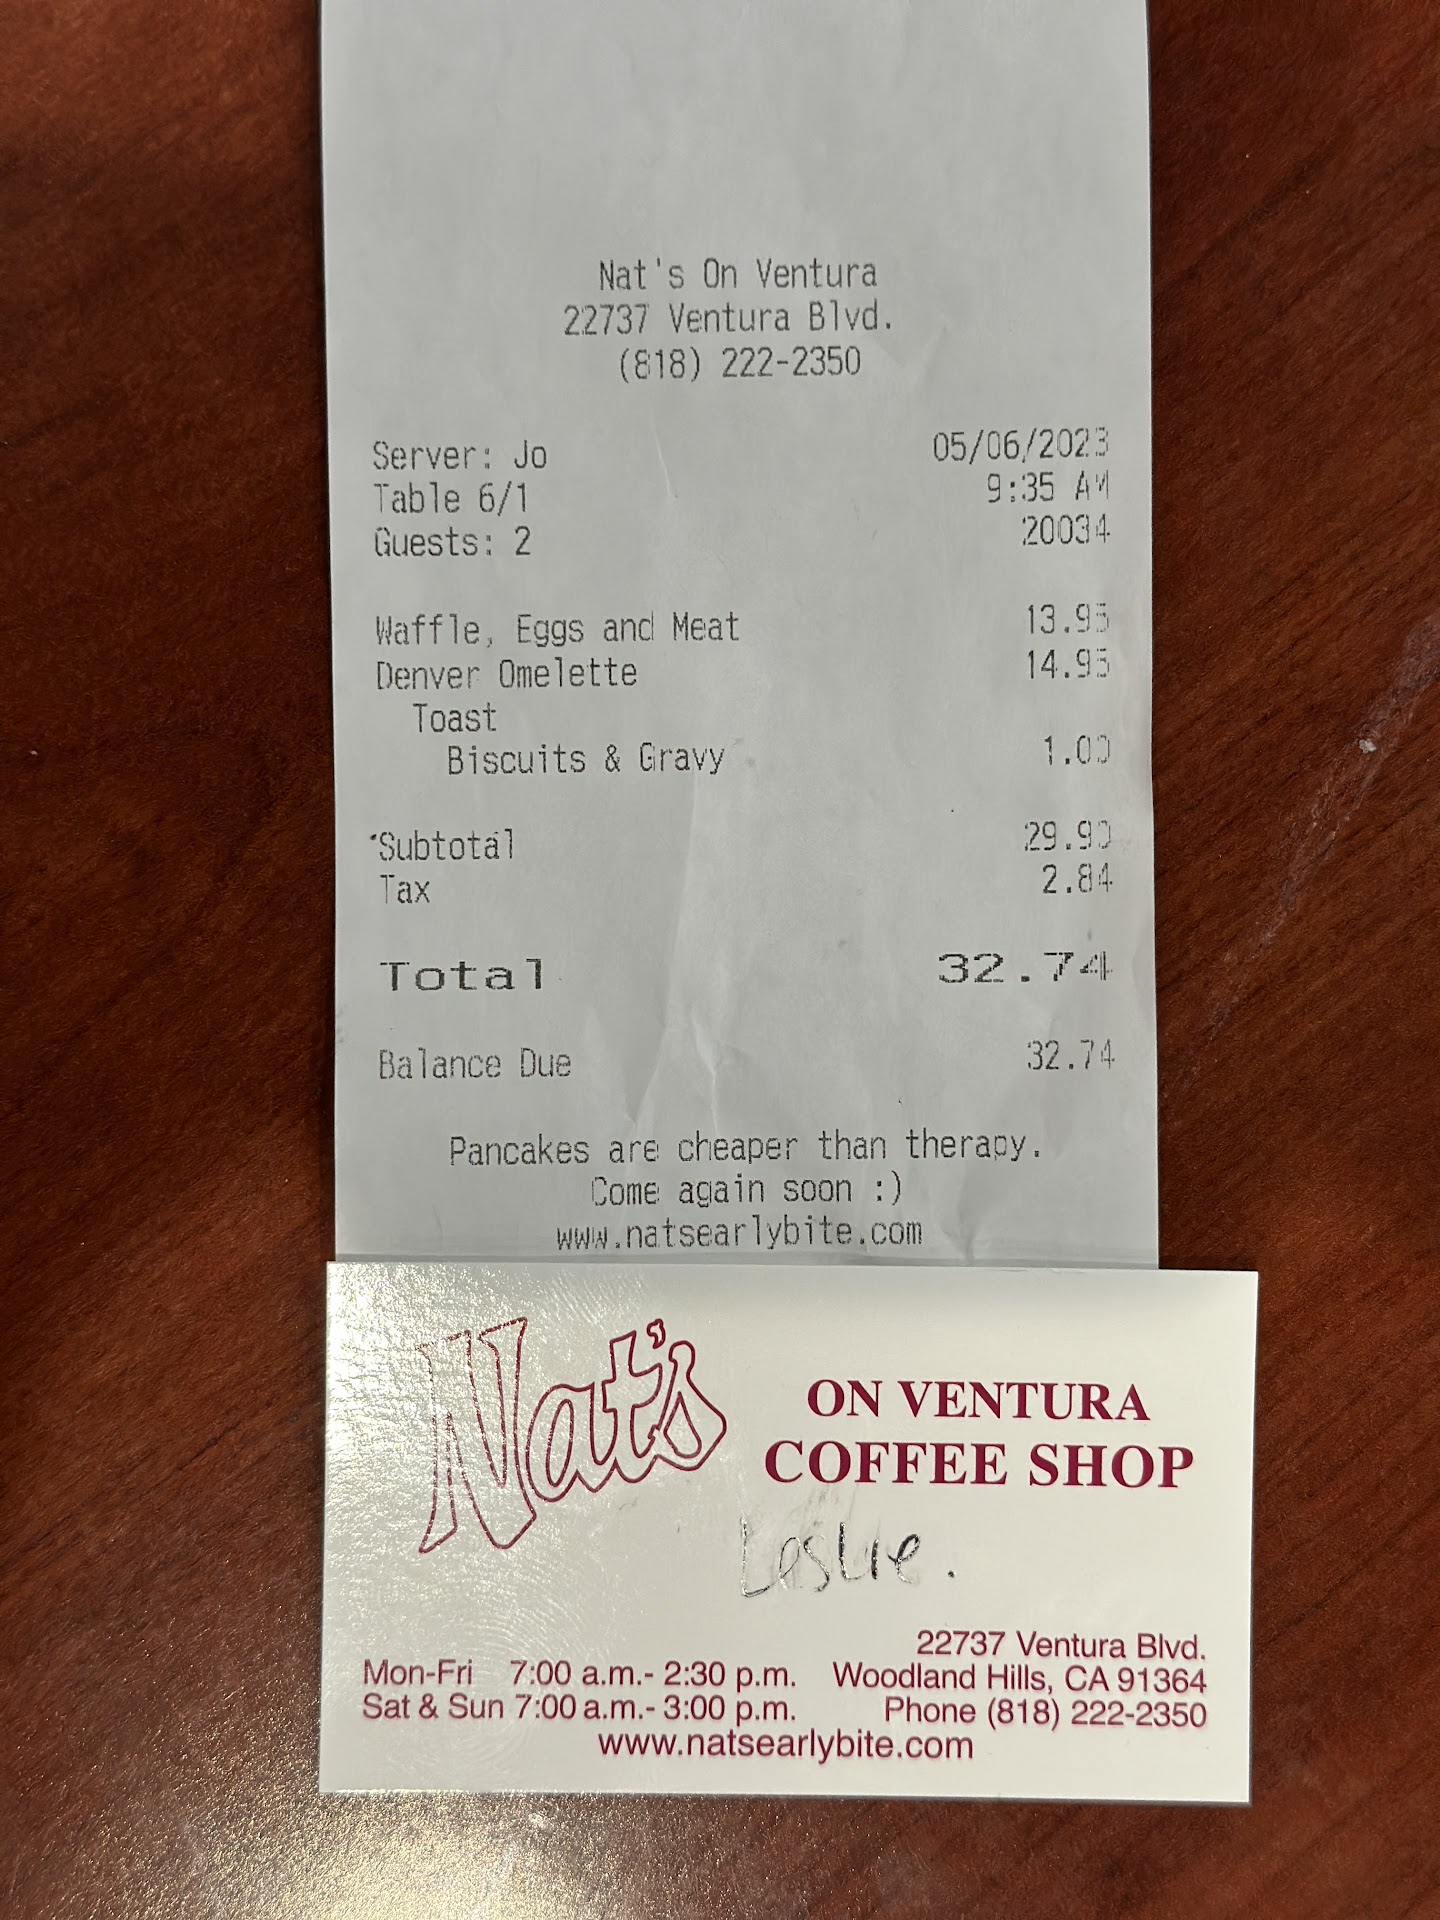 Nat's On Ventura
22737 Ventura Blvd.
(818) 222-2350
Server: Jo 05/06/2023
Table 6/1 9:35 AM
Guests: 2 20034
Waffle, Eggs and Meat 13.95
Denver Omelette 14.95
Toast
Biscuits & Gravy 1.00
Subtotal 29.90
Tax 2.84
Total 32.74
Balance Due 32.74
Pancakes are cheaper than therapy.
Come again soon :)
www.natsearlybite.com
Nat's ON VENTURA
COFFEE SHOP
Leslie.
22737 Ventura Blvd.
Mon-Fri 7:00 a.m.- 2:30 p.m. Woodland Hills, CA 91364
Sat & Sun 7:00 a.m.- 3:00 p.m. Phone (818) 222-2350
www.natsearlybite.com